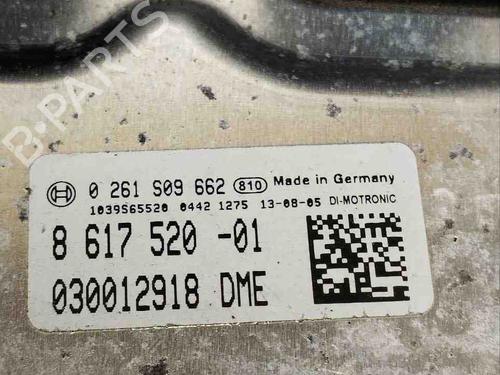 B-PARTS
0 261 S09 662 810 Made in Germany
1039S65520 0442 1275 13-08-05 DI-MOTRONIC
8 617 520 -01
030012918 DME